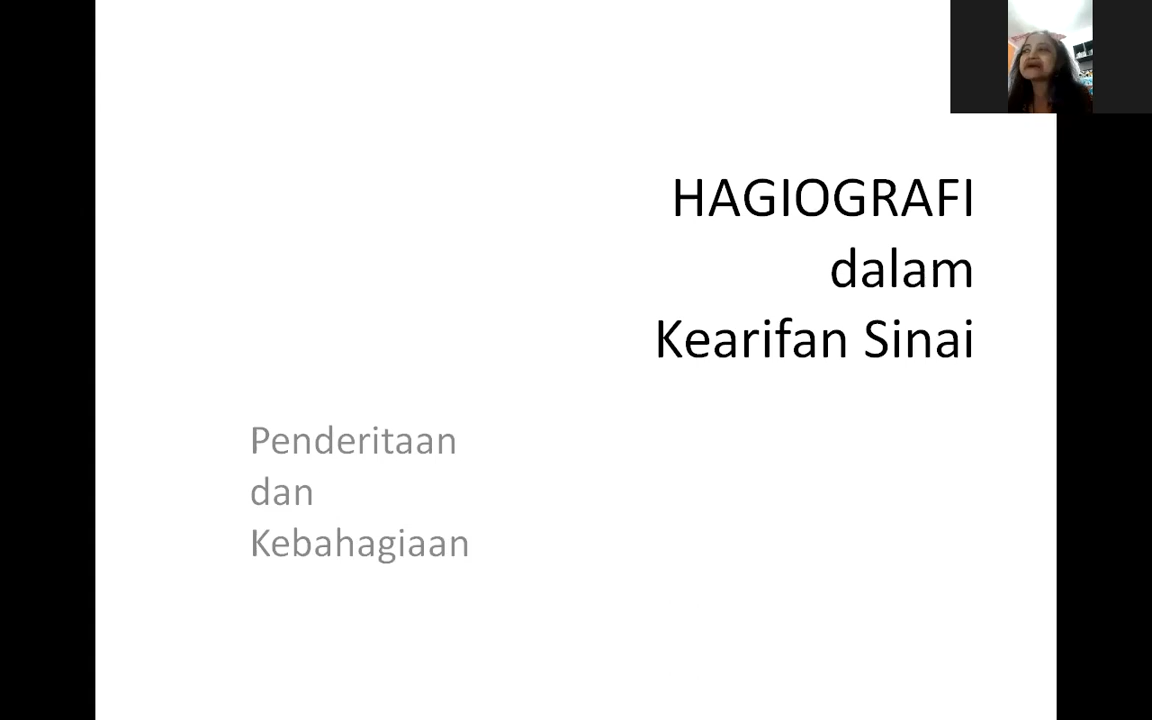 HAGIOGRAFI
dalam
Kearifan Sinai
Penderitaan
dan
Kebahagiaan